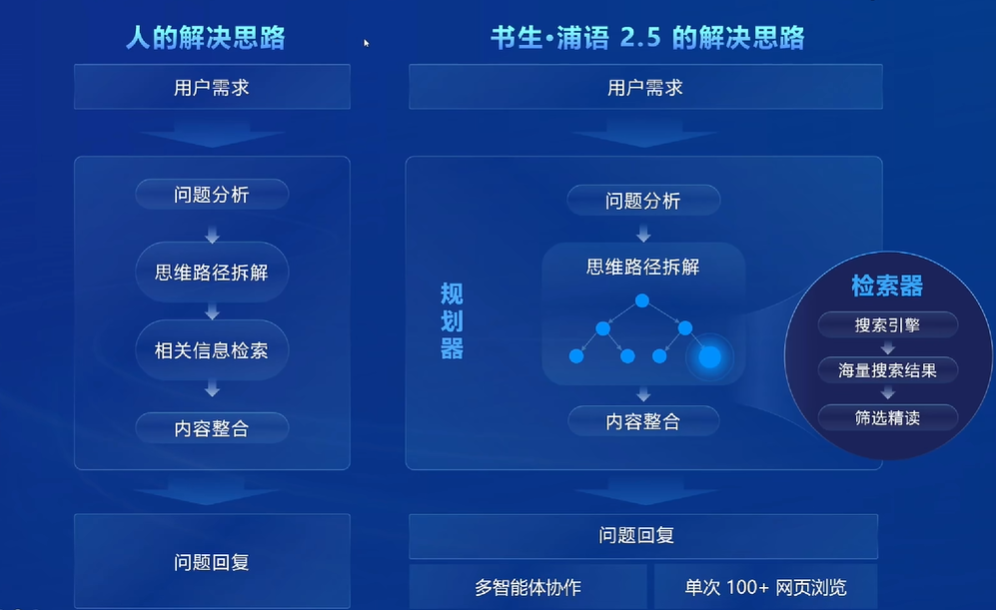 人的解决思路
用户需求
问题分析
思维路径拆解
相关信息检索
内容整合
问题回复
书生·浦语 2.5 的解决思路
用户需求
规划器
问题分析
思维路径拆解
内容整合
检索器
搜索引擎
海量搜索结果
筛选精读
问题回复
多智能体协作
单次 100+ 网页浏览